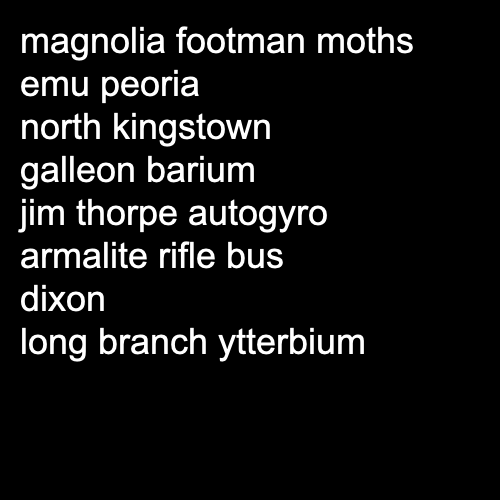 magnolia footman moths
emu peoria
north kingstown
galleon barium
jim thorpe autogyro
armalite rifle bus
dixon
long branch ytterbium